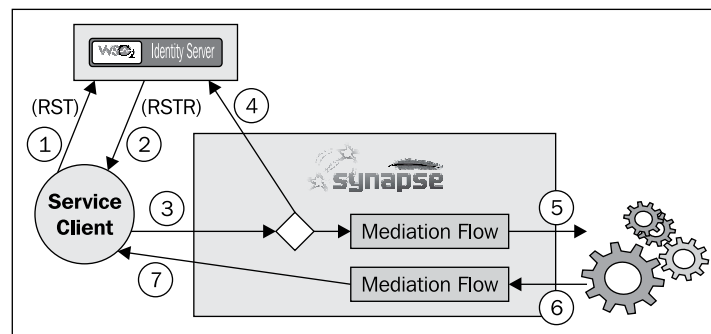 WSO2 Identity Server
(RST)
(RSTR)
4
1
2
synapse
Service
Client
3
Mediation Flow
5
Mediation Flow
7
6